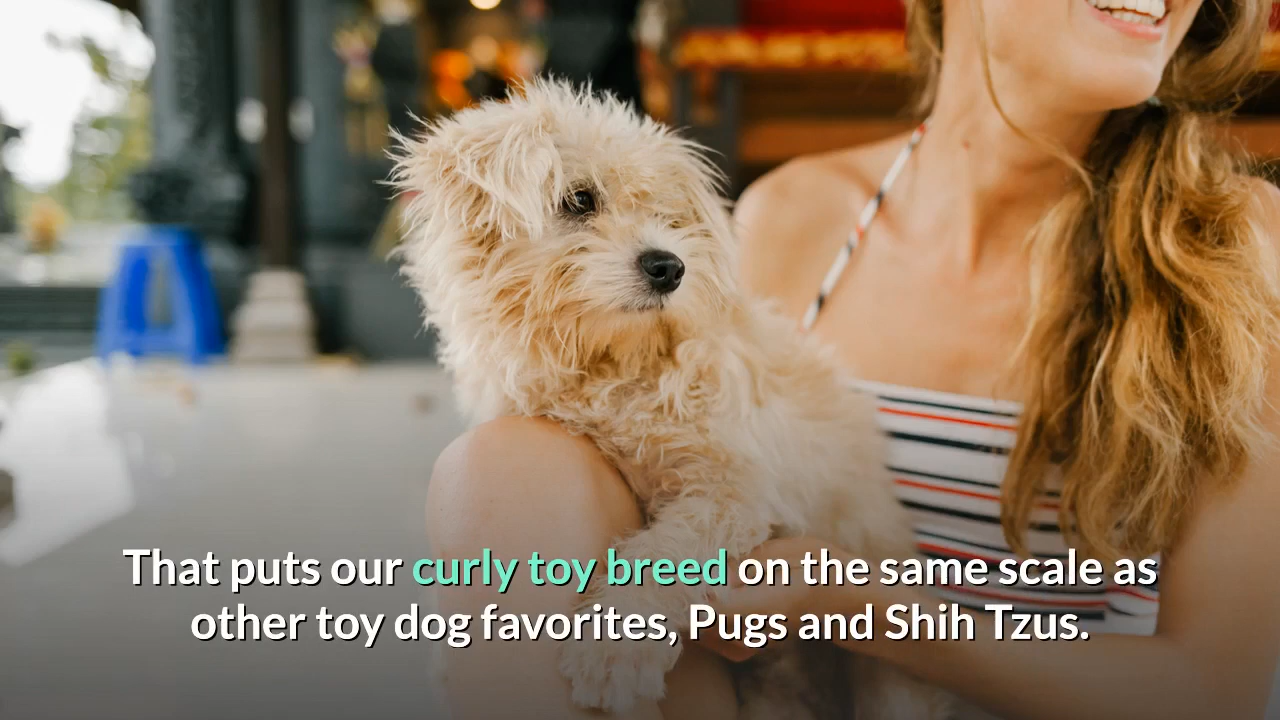 That puts our curly toy breed on the same scale as
other toy dog favorites, Pugs and Shih Tzus.